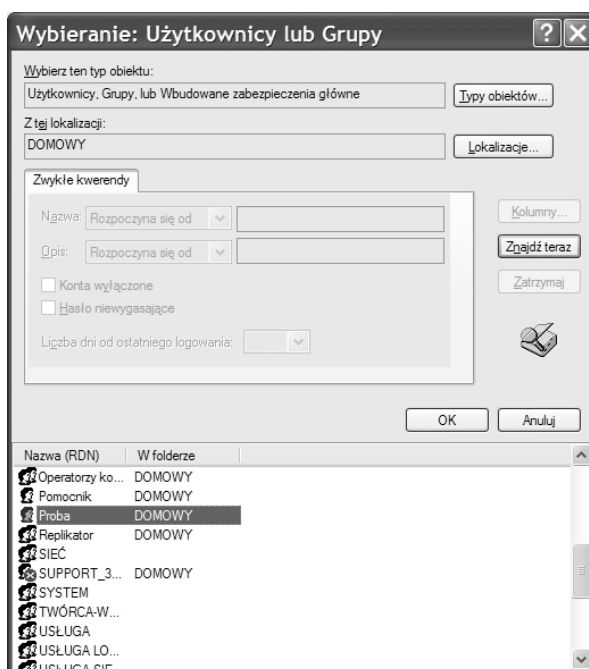 Wybieranie: Użytkownicy lub Grupy
Wybierz ten typ obiektu:
Użytkownicy, Grupy, lub Wbudowane zabezpieczenia główne
Typy obiektów...
Z tej lokalizacji:
DOMOWY
Lokalizacje...
Zwykłe kwerendy
Nazwa: Rozpoczyna się od
Kolumny...
Opis: Rozpoczyna się od
Znajdź teraz
Konta wyłączone
Zatrzymaj
Hasło niewygasające
Liczba dni od ostatniego logowania:
OK Anuluj
Nazwa (RDN) W folderze
Operatorzy ko... DOMOWY
Pomocnik DOMOWY
Proba DOMOWY
Replikator DOMOWY
SIEĆ
SUPPORT_3... DOMOWY
SYSTEM
TWÓRCA-W...
USŁUGA
USŁUGA LO...
USŁUGA SIE...